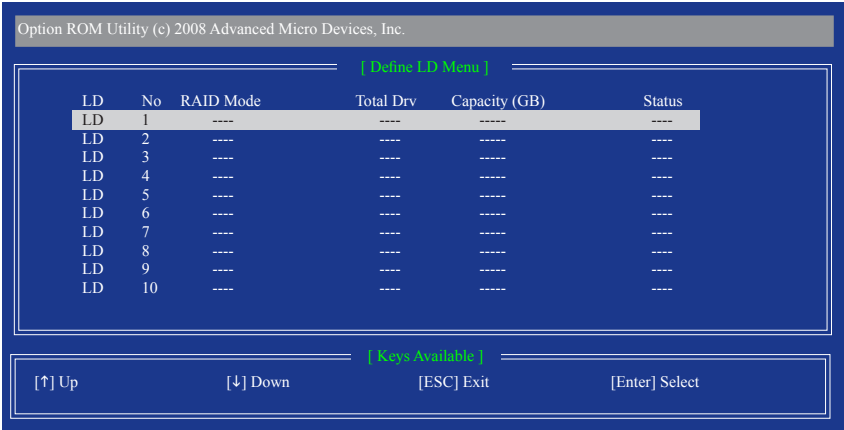 Option ROM Utility (c) 2008 Advanced Micro Devices, Inc.
[ Define LD Menu ]
LD No RAID Mode Total Drv Capacity (GB) Status
LD 1 ---- ---- ----- ----
LD 2 ---- ---- ----- ----
LD 3 ---- ---- ----- ----
LD 4 ---- ---- ----- ----
LD 5 ---- ---- ----- ----
LD 6 ---- ---- ----- ----
LD 7 ---- ---- ----- ----
LD 8 ---- ---- ----- ----
LD 9 ---- ---- ----- ----
LD 10 ---- ---- ----- ----
[ Keys Available ]
[↑] Up [↓] Down [ESC] Exit [Enter] Select